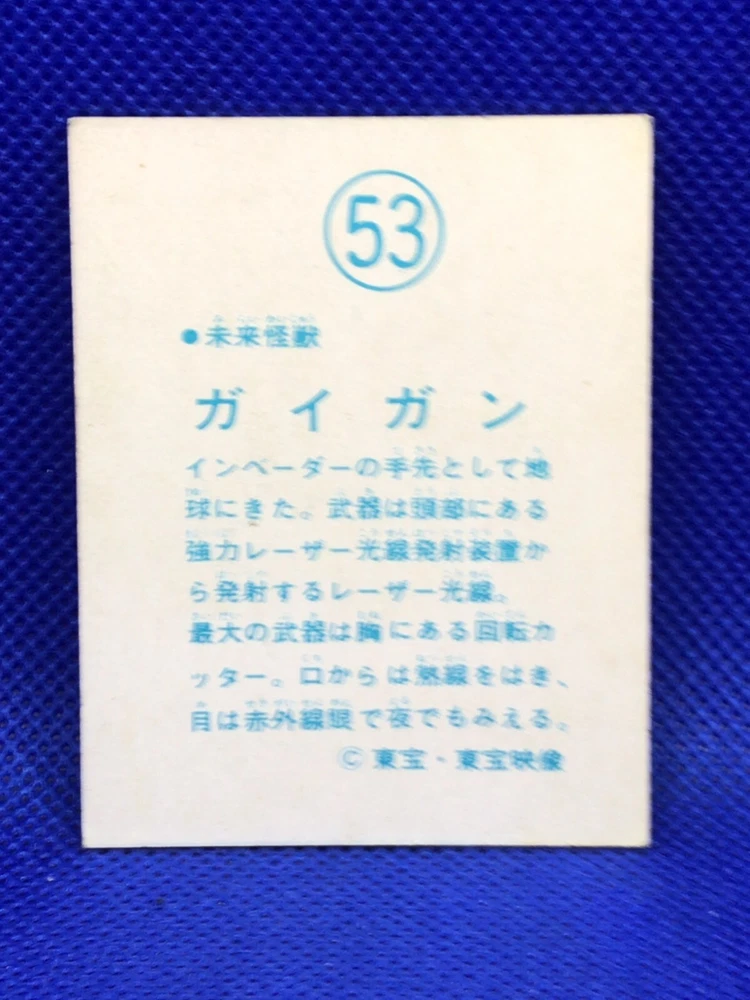 53
●未来怪獣
ガイガン
インベーダーの手先として地
球にきた。武器は頭部にある
強力レーザー光線発射装置か
ら発射するレーザー光線。
最大の武器は胸にある回転カ
ッター。口からは熱線をはき、
目は赤外線眼で夜でもみえる。
© 東宝・東宝映像